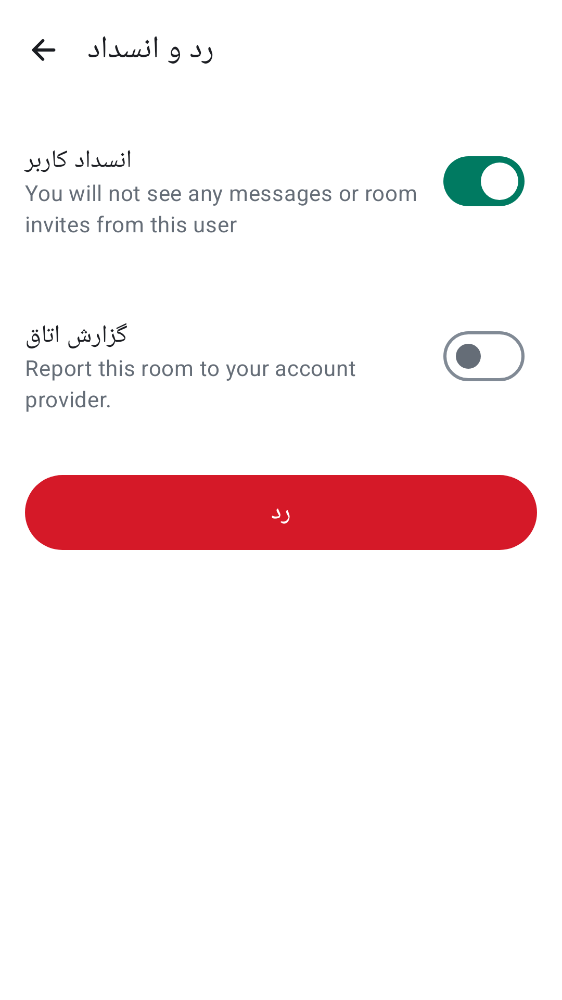 رد و انسداد
انسداد کاربر
You will not see any messages or room
invites from this user
گزارش اتاق
Report this room to your account
provider.
رد